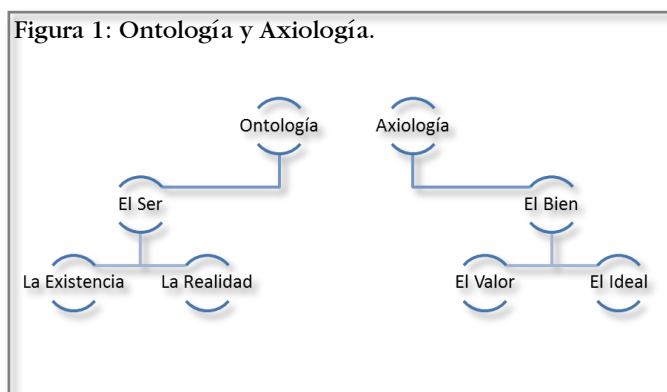 Figura 1: Ontología y Axiología.
Ontología
Axiología
El Ser
El Bien
La Existencia
La Realidad
El Valor
El Ideal